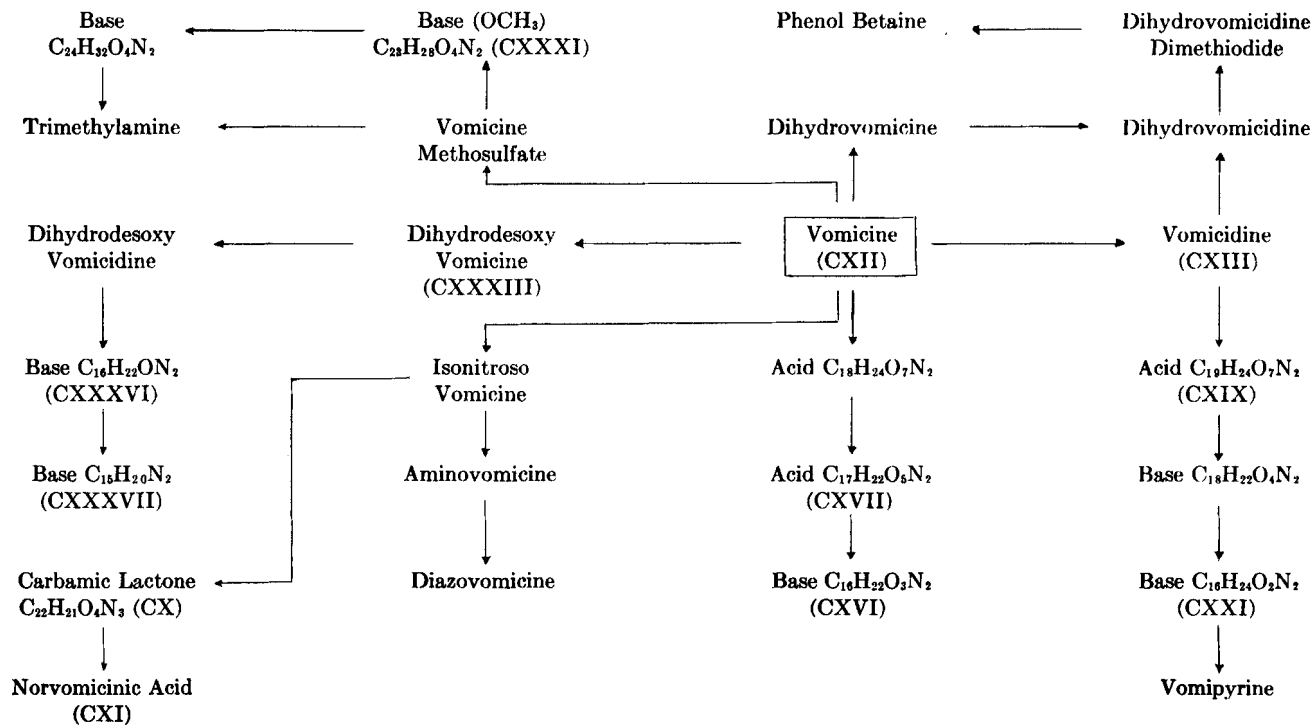 Base
C₂₄H₃₂O₄N₂
Base (OCH₃)
C₂₃H₂₈O₄N₂ (CXXXI)
Phenol Betaine
Dihydrovomicidine
Dimethiodide
Trimethylamine
Vomicine
Methosulfate
Dihydrovomicine
Dihydrovomicidine
Dihydrodesoxy
Vomicidine
Dihydrodesoxy
Vomicine
(CXXXIII)
Vomicine
(CXII)
Vomicidine
(CXIII)
Base C₁₆H₂₂ON₂
(CXXXVI)
Isonitroso
Vomicine
Acid C₁₈H₂₄O₇N₂
Acid C₁₉H₂₄O₇N₂
(CXIX)
Base C₁₅H₂₀N₂
(CXXXVII)
Aminovomicine
Acid C₁₇H₂₂O₅N₂
(CXVII)
Base C₁₈H₂₂O₄N₂
Carbamic Lactone
C₂₂H₂₁O₄N₃ (CX)
Diazovomicine
Base C₁₆H₂₂O₃N₂
(CXVI)
Base C₁₆H₂₄O₂N₂
(CXXI)
Norvomicinic Acid
(CXI)
Vomipyrine